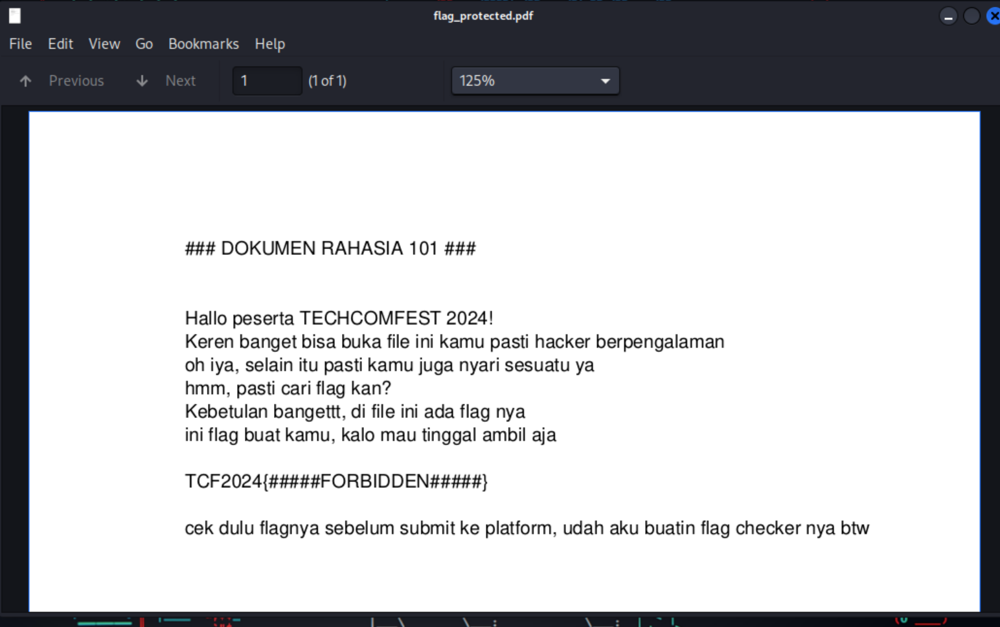 flag_protected.pdf
File Edit View Go Bookmarks Help
Previous Next 1 (1 of 1) 125%
### DOKUMEN RAHASIA 101 ###
Hallo peserta TECHCOMFEST 2024!
Keren banget bisa buka file ini kamu pasti hacker berpengalaman
oh iya, selain itu pasti kamu juga nyari sesuatu ya
hmm, pasti cari flag kan?
Kebetulan bangettt, di file ini ada flag nya
ini flag buat kamu, kalo mau tinggal ambil aja
TCF2024{#####FORBIDDEN#####}
cek dulu flagnya sebelum submit ke platform, udah aku buatin flag checker nya btw